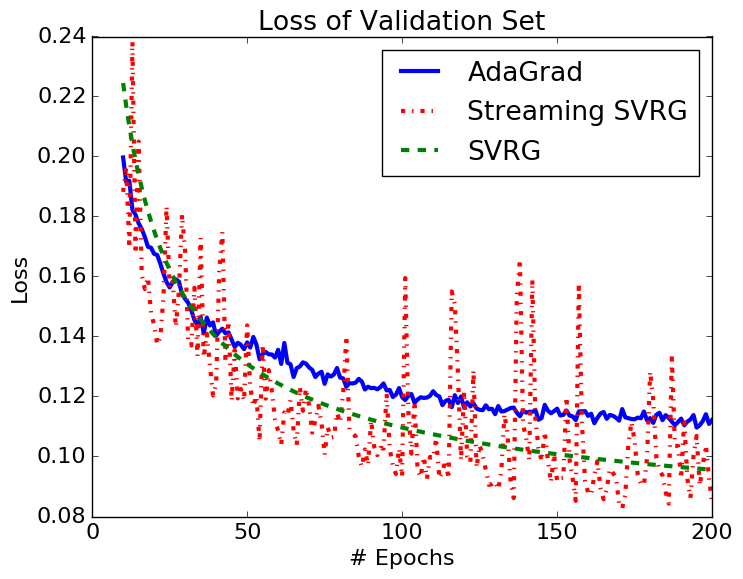 Loss of Validation Set
0.24
0.22
0.20
0.18
0.16
0.14
0.12
0.10
0.08
Loss
AdaGrad
Streaming SVRG
SVRG
0 50 100 150 200
# Epochs